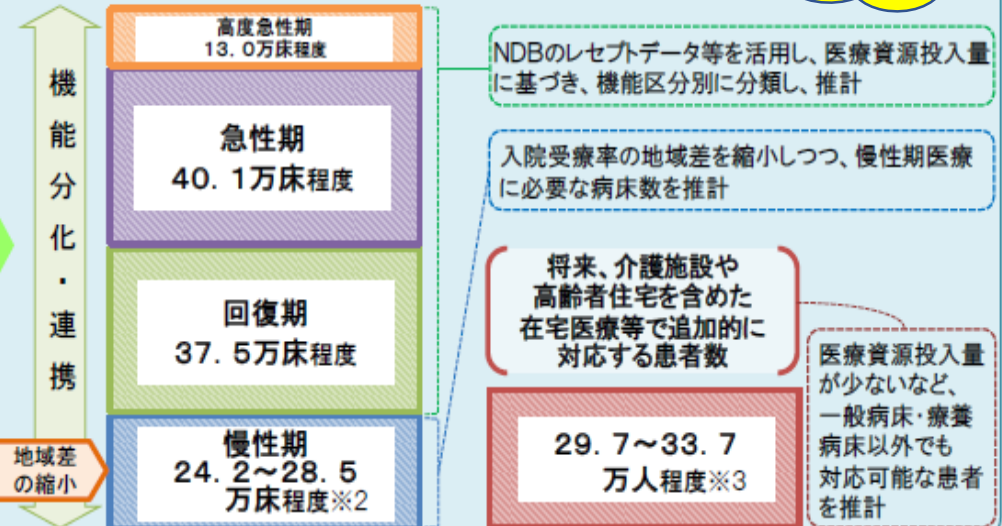 機能分化・連携
地域差
の縮小
高度急性期
13.0万床程度
急性期
40.1万床程度
回復期
37.5万床程度
慢性期
24.2~28.5
万床程度※2
NDBのレセプトデータ等を活用し、医療資源投入量
に基づき、機能区分別に分類し、推計
入院受療率の地域差を縮小しつつ、慢性期医療
に必要な病床数を推計
将来、介護施設や
高齢者住宅を含めた
在宅医療等で追加的に
対応する患者数
29.7~33.7
万人程度※3
医療資源投入量
が少ないなど、
一般病床・療養
病床以外でも
対応可能な患者
を推計